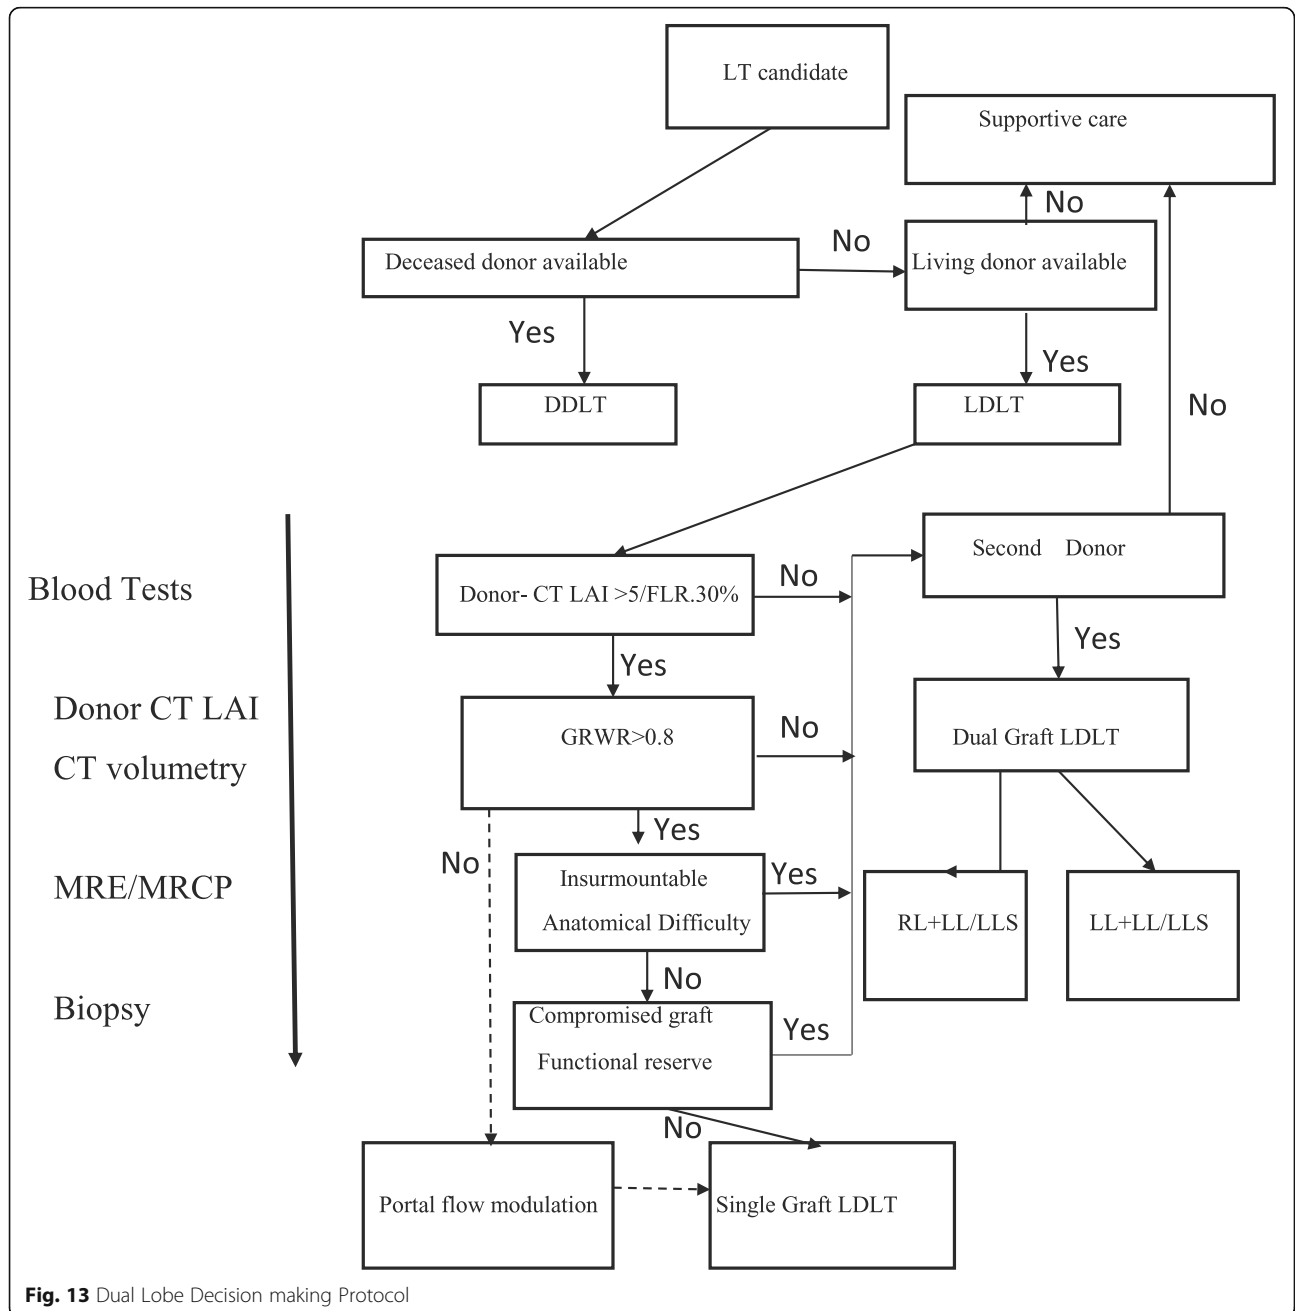 LT candidate
Supportive care
No
Deceased donor available
No
Living donor available
Yes
Yes
DDLT
LDLT
No
Second Donor
Blood Tests
Donor- CT LAI >5/FLR.30%
No
Yes
Yes
Donor CT LAI
CT volumetry
GRWR>0.8
No
Dual Graft LDLT
No
Yes
MRE/MRCP
Insurmountable
Anatomical Difficulty
Yes
RL+LL/LLS
LL+LL/LLS
No
Biopsy
Compromised graft
Functional reserve
Yes
No
Portal flow modulation
Single Graft LDLT
Fig. 13 Dual Lobe Decision making Protocol